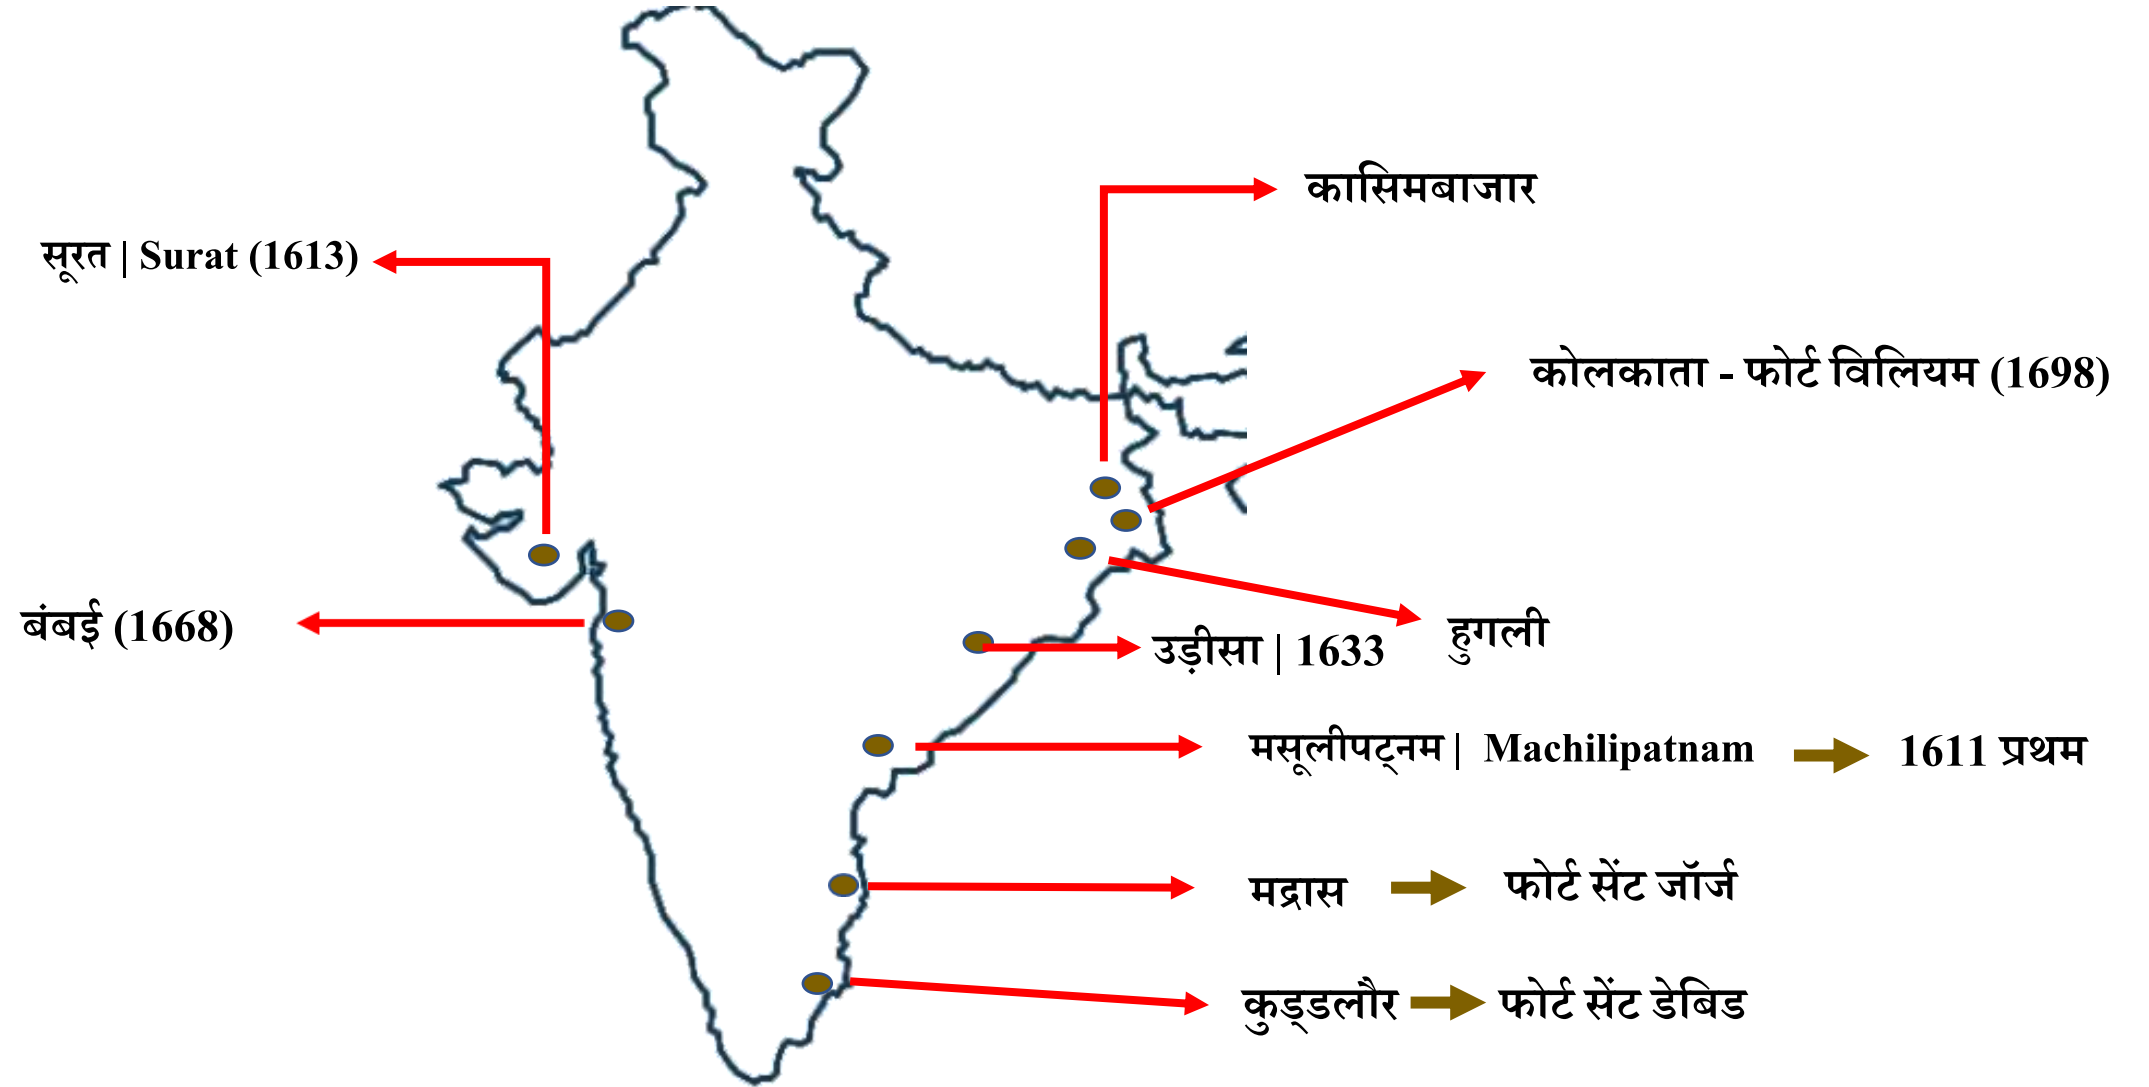 कासिमबाजार
सूरत | Surat (1613)
कोलकाता - फोर्ट विलियम (1698)
बंबई (1668)
हुगली
उड़ीसा | 1633
मसूलीपट्नम | Machilipatnam 1611 प्रथम
मद्रास फोर्ट सेंट जॉर्ज
कुड्डलौर फोर्ट सेंट डेबिड